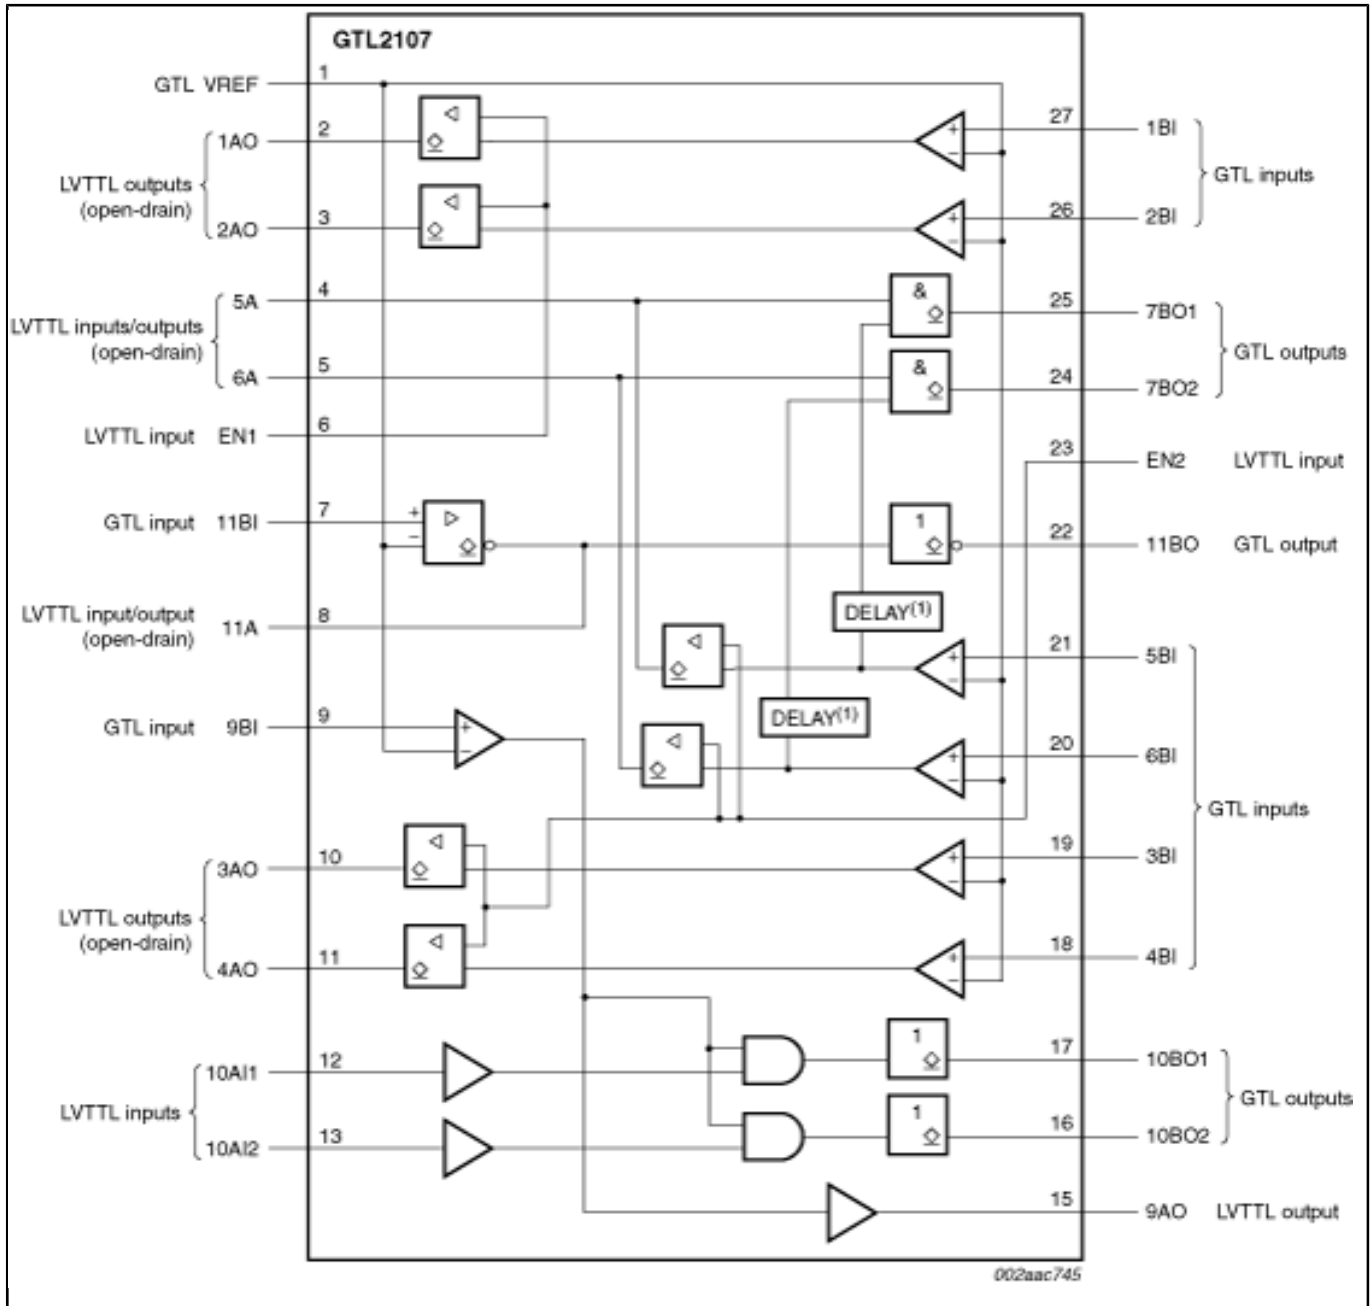 GTL2107
GTL VREF 1
1AO 2
LVTTL outputs
(open-drain)
2AO 3
5A 4
LVTTL inputs/outputs
(open-drain)
6A 5
LVTTL input EN1 6
GTL input 11BI 7
LVTTL input/output
(open-drain)
11A 8
GTL input 9BI 9
3AO 10
LVTTL outputs
(open-drain)
4AO 11
10AI1 12
LVTTL inputs
10AI2 13
+
−
+
−
&
&
1
DELAY(1)
DELAY(1)
1
1
+
−
+
−
+
−
+
−
+
−
+
−
27 1BI
GTL inputs
26 2BI
25 7BO1
GTL outputs
24 7BO2
23 EN2 LVTTL input
22 11BO GTL output
21 5BI
20 6BI
GTL inputs
19 3BI
18 4BI
17 10BO1
GTL outputs
16 10BO2
15 9AO LVTTL output
002aac745